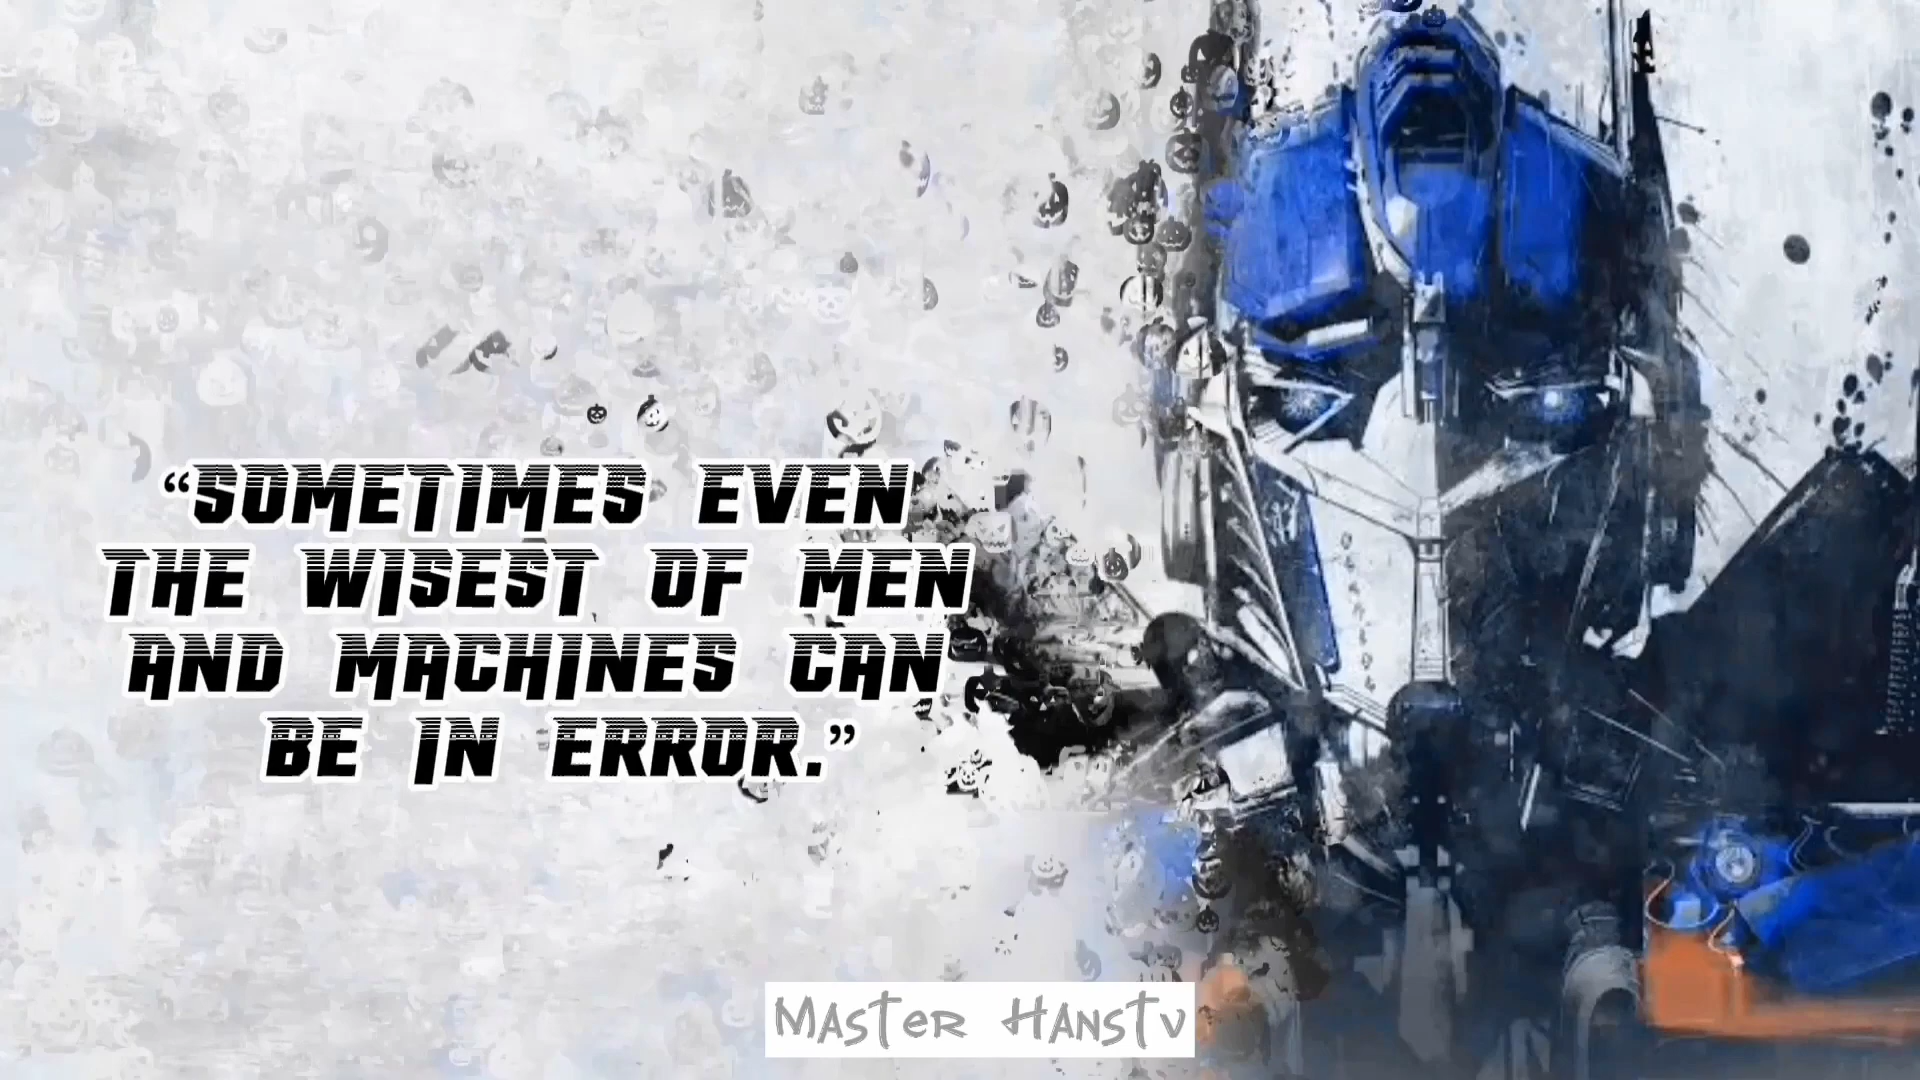 “SOMETIMES EVEN
THE WISEST OF MEN
AND MACHINES CAN
BE IN ERROR.”
Master Hanstv